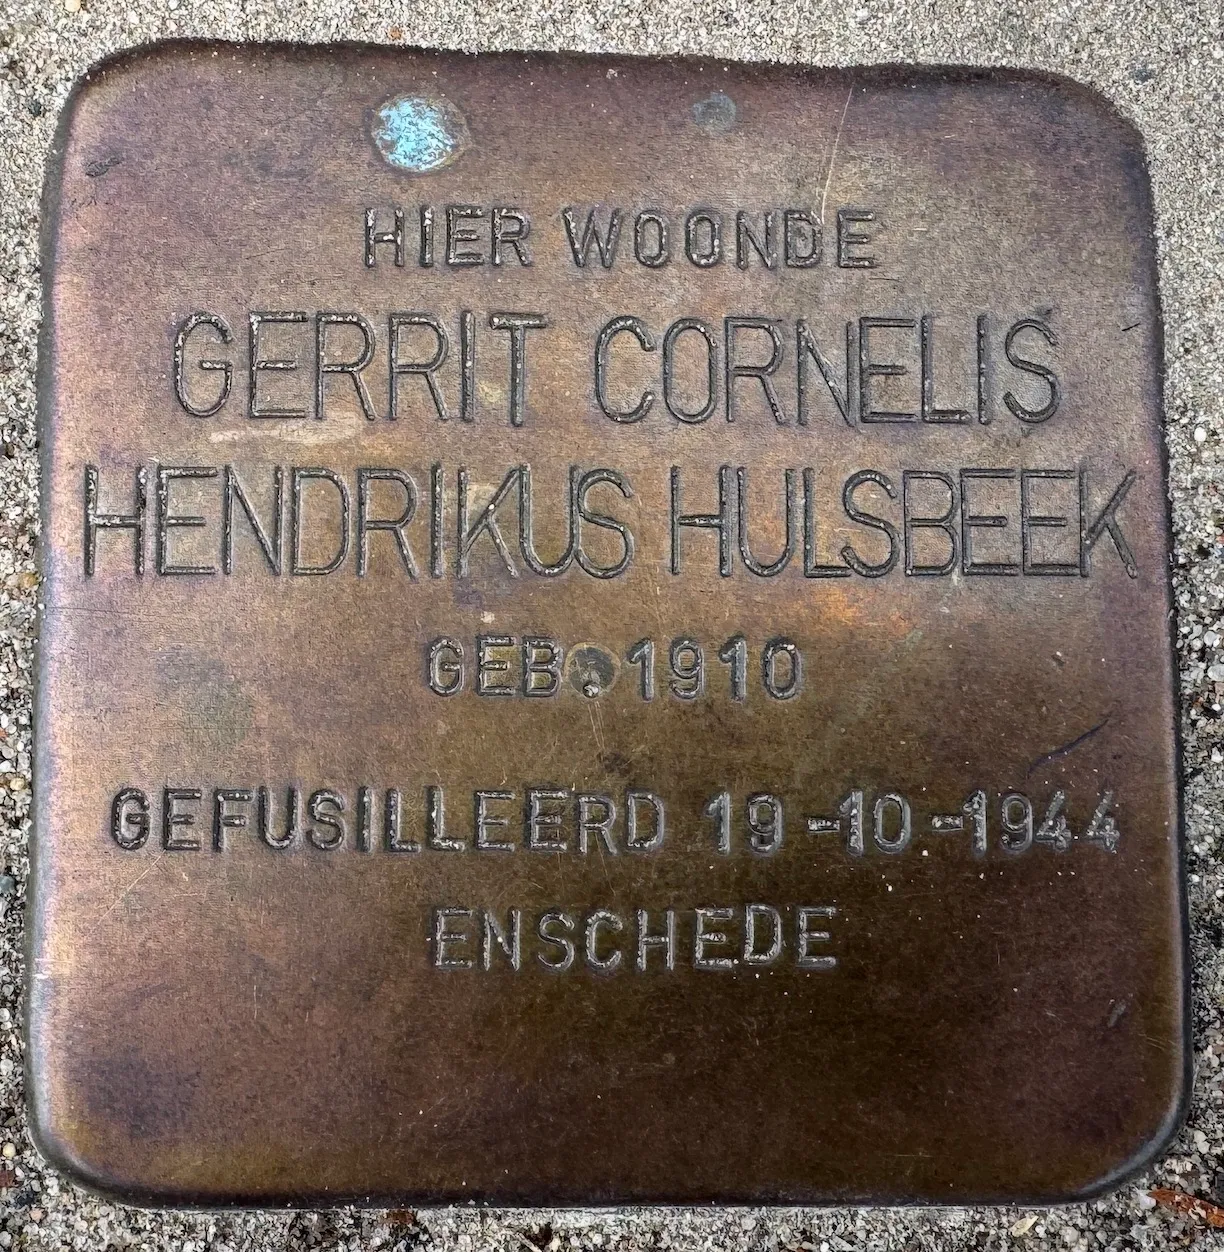 HIER WOONDE
GERRIT CORNELIS
HENDRIKUS HULSBEEK
GEB. 1910
GEFUSILLEERD 19-10-1944
ENSCHEDE